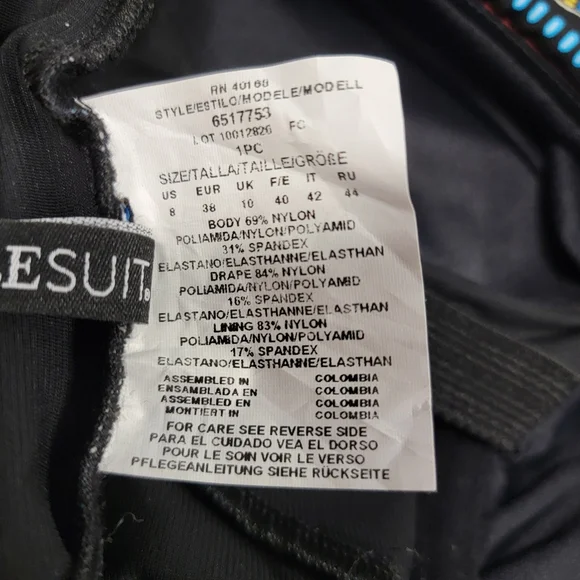 RN 40166
STYLE/ESTILO/MODELE/MODELL
6517753
LOT 10012826 FC
1PC
SIZE/TALLA/TAILLE/GRÖBE
US EUR UK F/E IT RU
8 38 10 40 42 44
BODY 69% NYLON
POLIAMIDA/NYLON/POLYAMID
31% SPANDEX
ELASTANO/ELASTHANNE/ELASTHAN
DRAPE 84% NYLON
POLIAMIDA/NYLON/POLYAMID
16% SPANDEX
ELASTANO/ELASTHANNE/ELASTHAN
LINING 83% NYLON
POLIAMIDA/NYLON/POLYAMID
17% SPANDEX
ELASTANO/ELASTHANNE/ELASTHAN
ASSEMBLED IN COLOMBIA
ENSAMBLADA EN COLOMBIA
ASSEMBLED EN COLOMBIA
MONTIERT IN COLOMBIA
FOR CARE SEE REVERSE SIDE
PARA EL CUIDADO VEA EL DORSO
POUR LE SOIN VOIR LE VERSO
PFLEGEANLEITUNG SIEHE RÜCKSEITE
ESUIT®